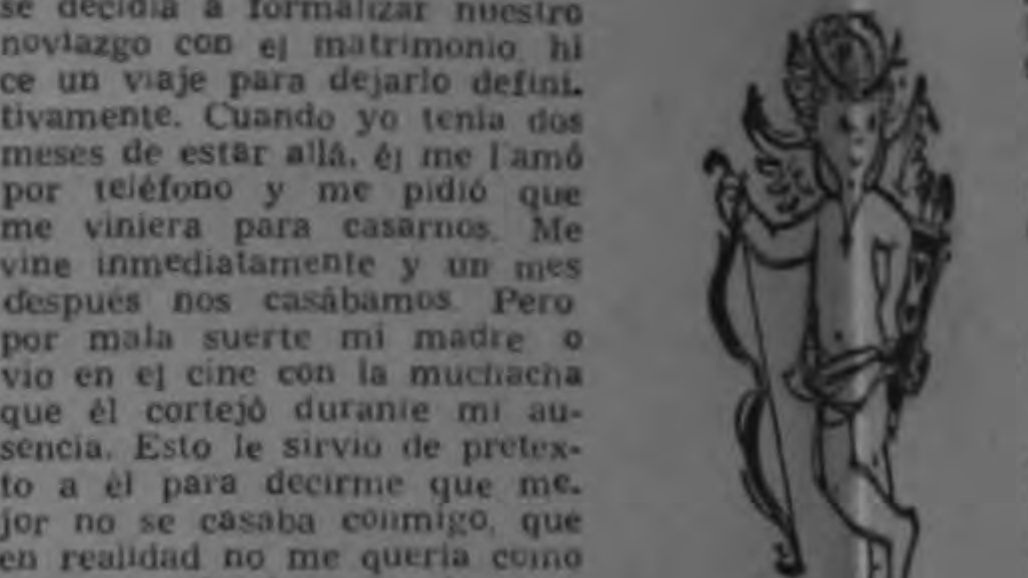 se decidia a formalizar nuestro
noviazgo con el matrimonio, hi
ce un viaje para dejarlo defini-
tivamente. Cuando yo tenía dos
meses de estar allá, él me l'amó
por teléfono y me pidió que
me viniera para casarnos. Me
vine inmediatamente y un mes
después nos casábamos. Pero
por mala suerte mi madre o
vio en el cine con la muchacha
que él cortejó durante mi au-
sencia. Esto le sirvió de pretex-
to a él para decirme que me-
jor no se casaba conmigo, que
en realidad no me quería como